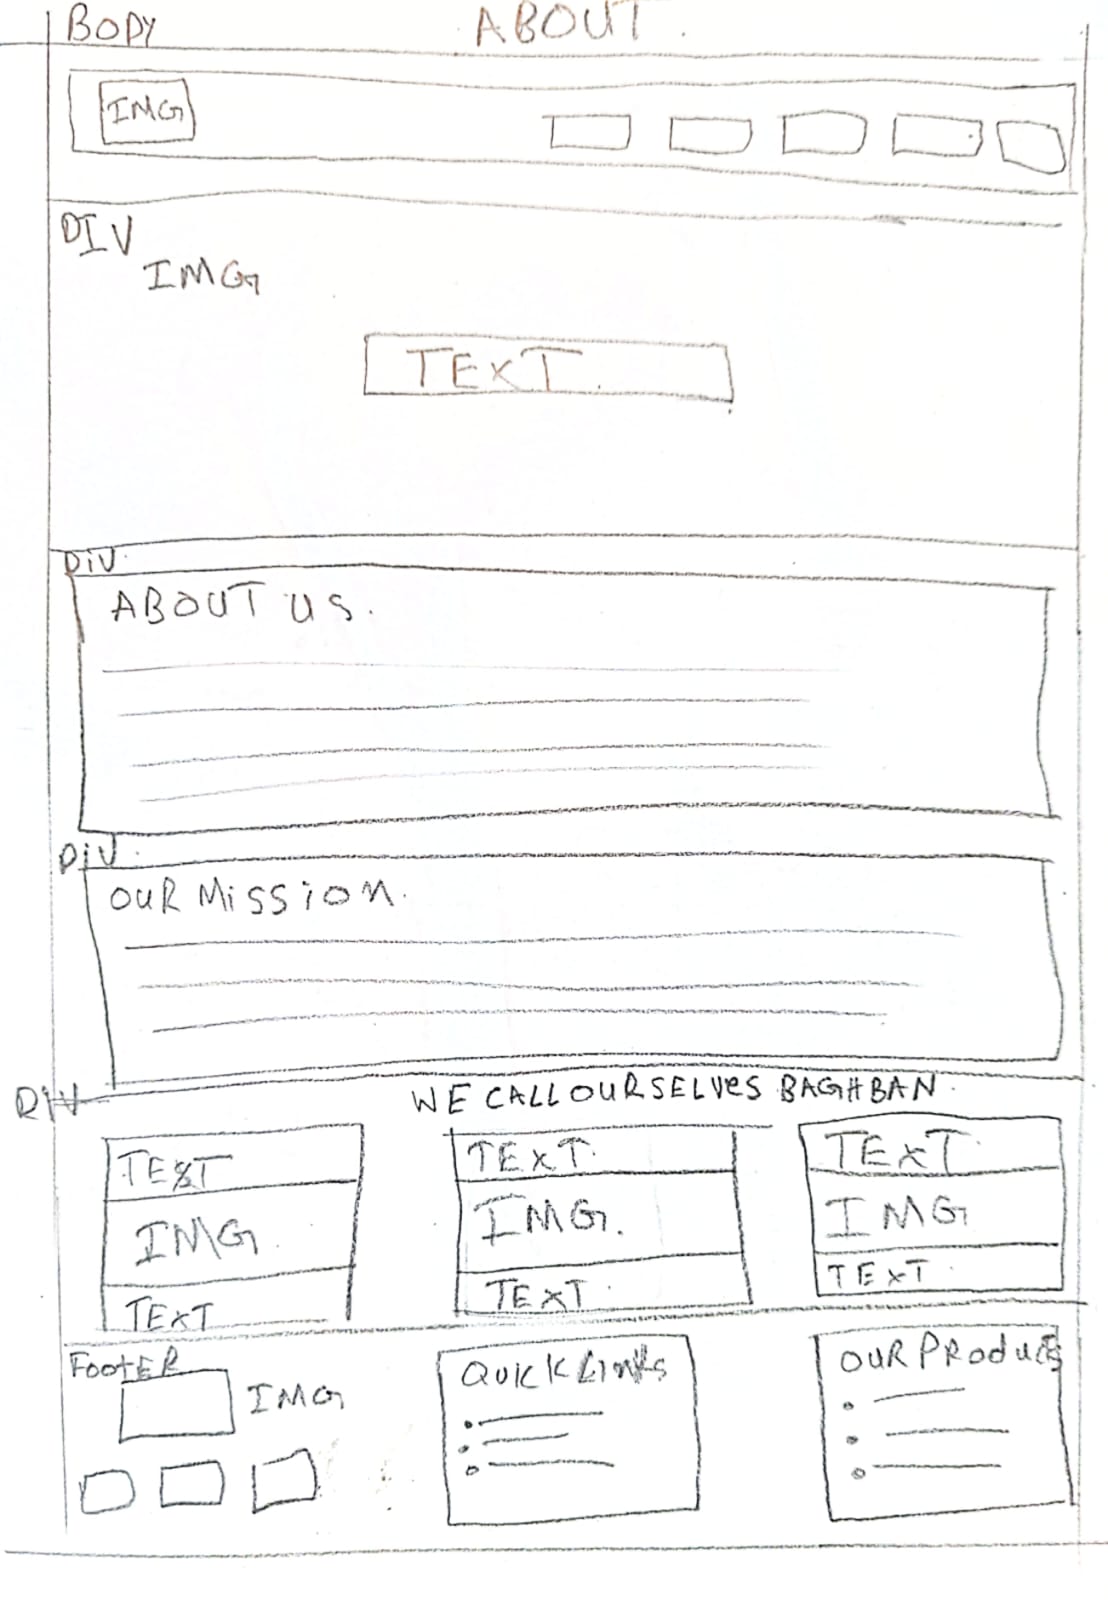 BODY
ABOUT.
IMG
DIV
IMG
TEXT.
DiV.
ABOUT US.
DiV.
OUR MiSSiON.
DiV
WE CALL OURSELVES BAGHBAN.
TEXT
TEXT.
TEXT.
IMG.
IMG.
IMG
TEXT
TEXT.
TEXT.
FOOTER
IMG
QUICK LINKS
OUR PRODUCTS